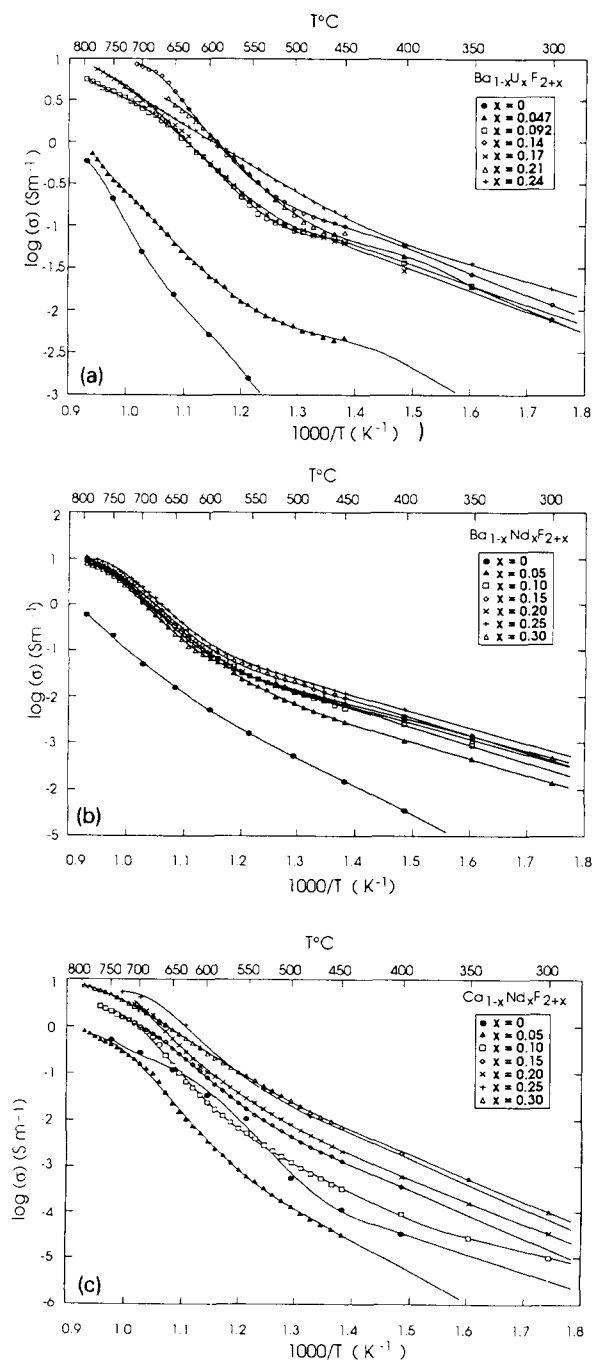 T°C
800 750 700 650 600 550 500 450 400 350 300
1
0.5
0
-0.5
-1
-1.5
-2
-2.5
-3
log (σ) (Sm⁻¹)
Ba₁₋ₓUₓF₂₊ₓ
x = 0
x = 0.047
x = 0.092
x = 0.14
x = 0.17
x = 0.21
x = 0.24
(a)
0.9 1.0 1.1 1.2 1.3 1.4 1.5 1.6 1.7 1.8
1000/T ( K⁻¹ )
T°C
800 750 700 650 600 550 500 450 400 350 300
2
1
0
-1
-2
-3
-2
-5
log (σ) (Sm⁻¹)
Ba₁₋ₓNdₓF₂₊ₓ
x = 0
x = 0.05
x = 0.10
x = 0.15
x = 0.20
x = 0.25
x = 0.30
(b)
0.9 1.0 1.1 1.2 1.3 1.4 1.5 1.6 1.7 1.8
1000/T ( K⁻¹ )
T°C
800 750 700 650 600 550 500 450 400 350 300
1
0
-1
-2
-3
-4
-5
-6
log (σ) (S m⁻¹)
Ca₁₋ₓNdₓF₂₊ₓ
x = 0
x = 0.05
x = 0.10
x = 0.15
x = 0.20
x = 0.25
x = 0.30
(c)
0.9 1.0 1.1 1.2 1.3 1.4 1.5 1.6 1.7 1.8
1000/T ( K⁻¹ )